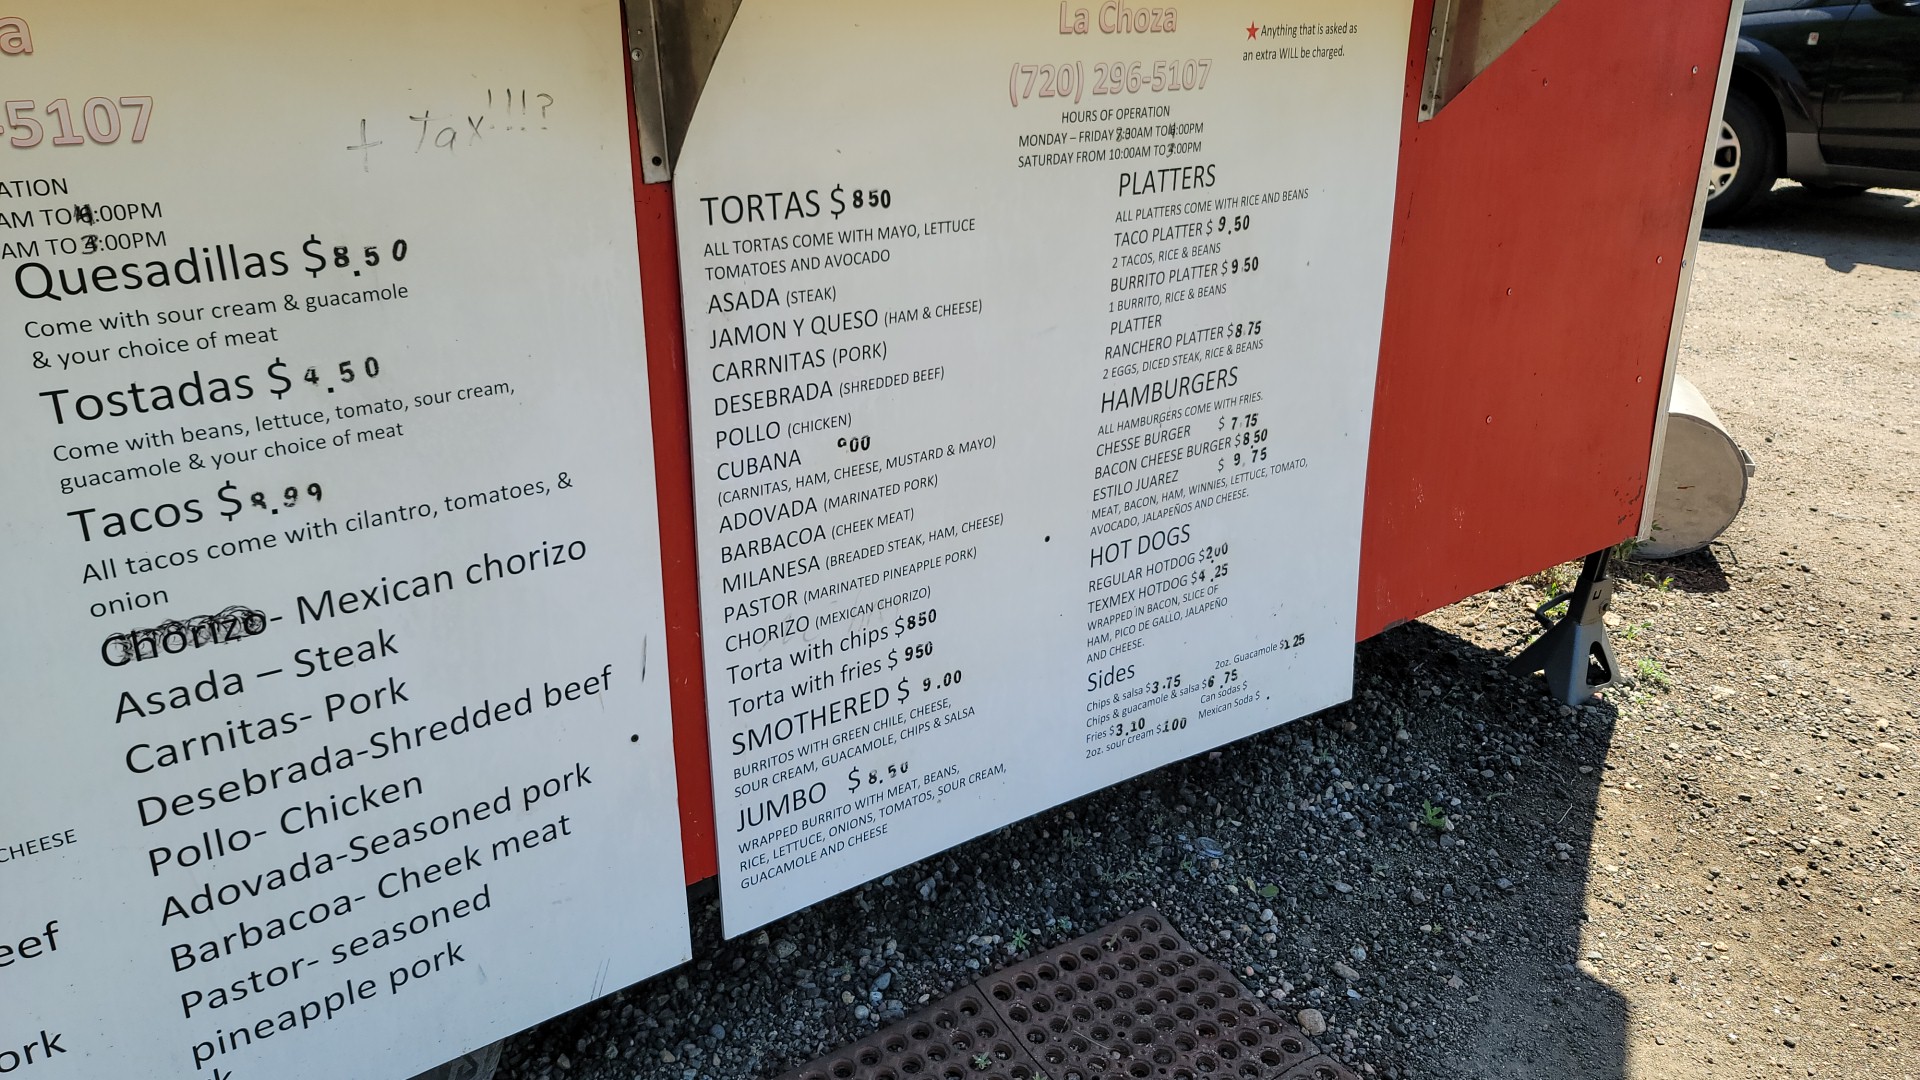 a
-5107
+ Tax!!!?
ATION
AM TO 4:00PM
AM TO 3:00PM
Quesadillas $8.50
Come with sour cream & guacamole
& your choice of meat
Tostadas $4.50
Come with beans, lettuce, tomato, sour cream,
guacamole & your choice of meat
Tacos $8.99
All tacos come with cilantro, tomatoes, &
onion
Chorizo- Mexican chorizo
Asada – Steak
Carnitas- Pork
Desebrada-Shredded beef
Pollo- Chicken
Adovada-Seasoned pork
Barbacoa- Cheek meat
Pastor- seasoned
pineapple pork
CHEESE
eef
ork
k
La Choza
(720) 296-5107
★Anything that is asked as
an extra WILL be charged.
HOURS OF OPERATION
MONDAY – FRIDAY :30AM TO 4:00PM
SATURDAY FROM 10:00AM TO 3:00PM
TORTAS $850
ALL TORTAS COME WITH MAYO, LETTUCE
TOMATOES AND AVOCADO
ASADA (STEAK)
JAMON Y QUESO (HAM & CHEESE)
CARRNITAS (PORK)
DESEBRADA (SHREDDED BEEF)
POLLO (CHICKEN)
CUBANA 900
(CARNITAS, HAM, CHEESE, MUSTARD & MAYO)
ADOVADA (MARINATED PORK)
BARBACOA (CHEEK MEAT)
MILANESA (BREADED STEAK, HAM, CHEESE)
PASTOR (MARINATED PINEAPPLE PORK)
CHORIZO (MEXICAN CHORIZO)
Torta with chips $850
Torta with fries $950
SMOTHERED $9.00
BURRITOS WITH GREEN CHILE, CHEESE,
SOUR CREAM, GUACAMOLE, CHIPS & SALSA
JUMBO $8.50
WRAPPED BURRITO WITH MEAT, BEANS,
RICE, LETTUCE, ONIONS, TOMATOS, SOUR CREAM,
GUACAMOLE AND CHEESE
PLATTERS
ALL PLATTERS COME WITH RICE AND BEANS
TACO PLATTER $9.50
2 TACOS, RICE & BEANS
BURRITO PLATTER $9.50
1 BURRITO, RICE & BEANS
PLATTER
RANCHERO PLATTER $8.75
2 EGGS, DICED STEAK, RICE & BEANS
HAMBURGERS
ALL HAMBURGERS COME WITH FRIES.
CHESSE BURGER $7.75
BACON CHEESE BURGER $8.50
ESTILO JUAREZ $9.75
MEAT, BACON, HAM, WINNIES, LETTUCE, TOMATO,
AVOCADO, JALAPEÑOS AND CHEESE.
HOT DOGS
REGULAR HOTDOG $2.00
TEXMEX HOTDOG $4.25
WRAPPED IN BACON, SLICE OF
HAM, PICO DE GALLO, JALAPEÑO
AND CHEESE.
Sides
2oz. Guacamole $1.25
Chips & salsa $3.75
Chips & guacamole & salsa $6.75
Can sodas $
Fries $3.10
Mexican Soda $ .
2oz. sour cream $1.00